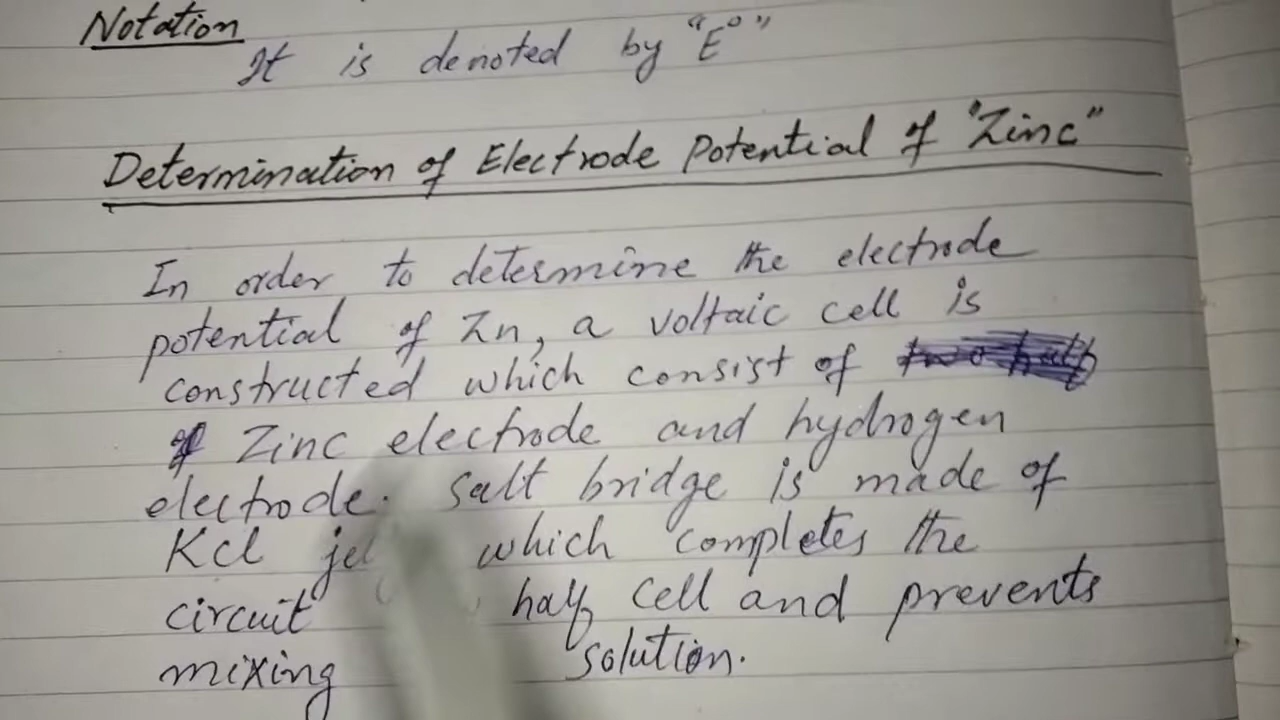 Notation
It is denoted by "E°"
Determination of Electrode Potential of "Zinc"
In order to determine the electrode
potential of Zn, a voltaic cell is
constructed which consist of
Zinc electrode and hydrogen
electrode. Salt bridge is made of
KCl which completes the
circuit half cell and prevents
mixing solution.